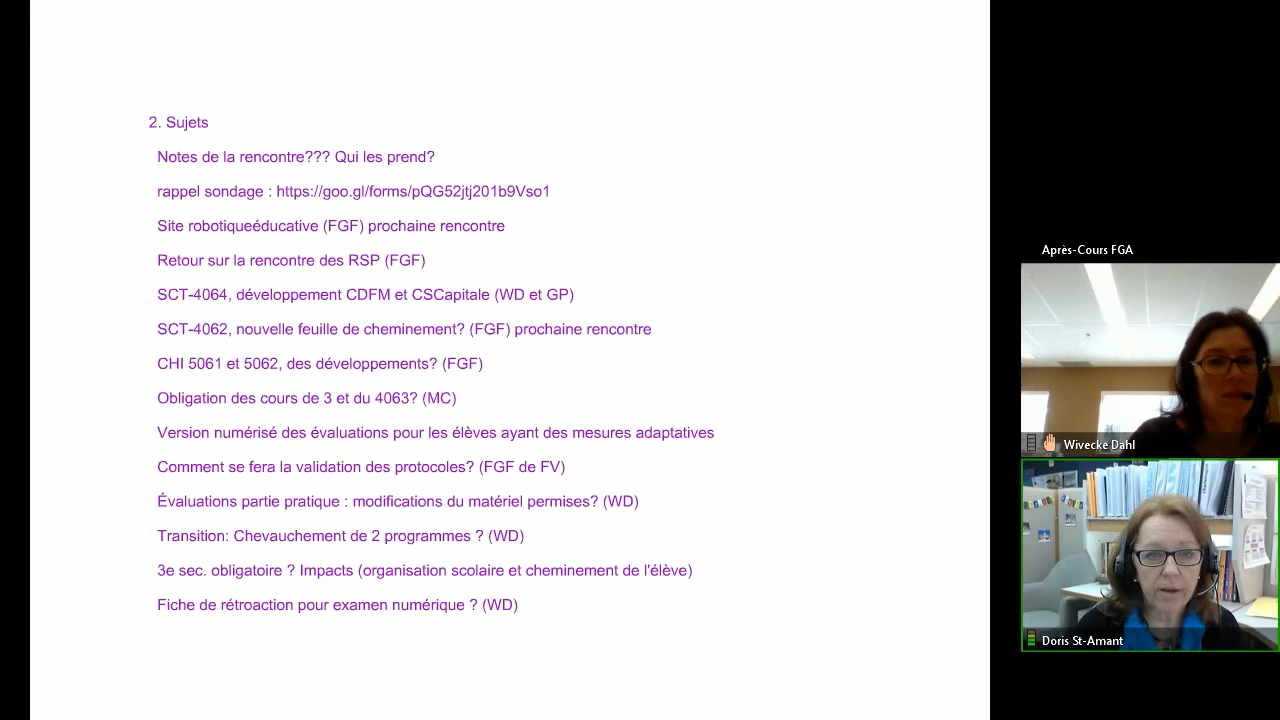 2. Sujets
Notes de la rencontre??? Qui les prend?
rappel sondage : https://goo.gl/forms/pQG52jtj201b9Vso1
Site robotiqueéducative (FGF) prochaine rencontre
Retour sur la rencontre des RSP (FGF)
SCT-4064, développement CDFM et CSCapitale (WD et GP)
SCT-4062, nouvelle feuille de cheminement? (FGF) prochaine rencontre
CHI 5061 et 5062, des développements? (FGF)
Obligation des cours de 3 et du 4063? (MC)
Version numérisé des évaluations pour les élèves ayant des mesures adaptatives
Comment se fera la validation des protocoles? (FGF de FV)
Évaluations partie pratique : modifications du matériel permises? (WD)
Transition: Chevauchement de 2 programmes ? (WD)
3e sec. obligatoire ? Impacts (organisation scolaire et cheminement de l'élève)
Fiche de rétroaction pour examen numérique ? (WD)
Après-Cours FGA
Wivecke Dahl
Doris St-Amant